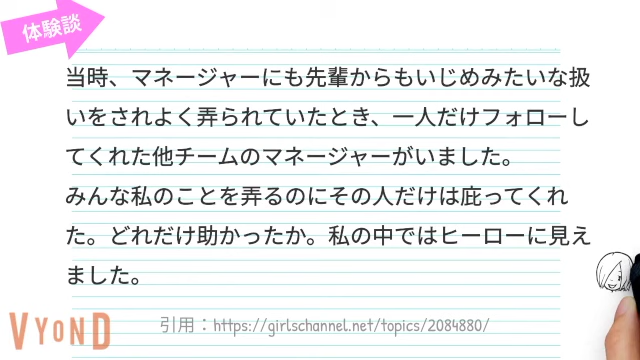 体験談
当時、マネージャーにも先輩からもいじめみたいな扱
いをされよく弄られていたとき、一人だけフォローし
てくれた他チームのマネージャーがいました。
みんな私のことを弄るのにその人だけは庇ってくれ
た。どれだけ助かったか。私の中ではヒーローに見え
ました。
引用：https://girlschannel.net/topics/2084880/
VYOND